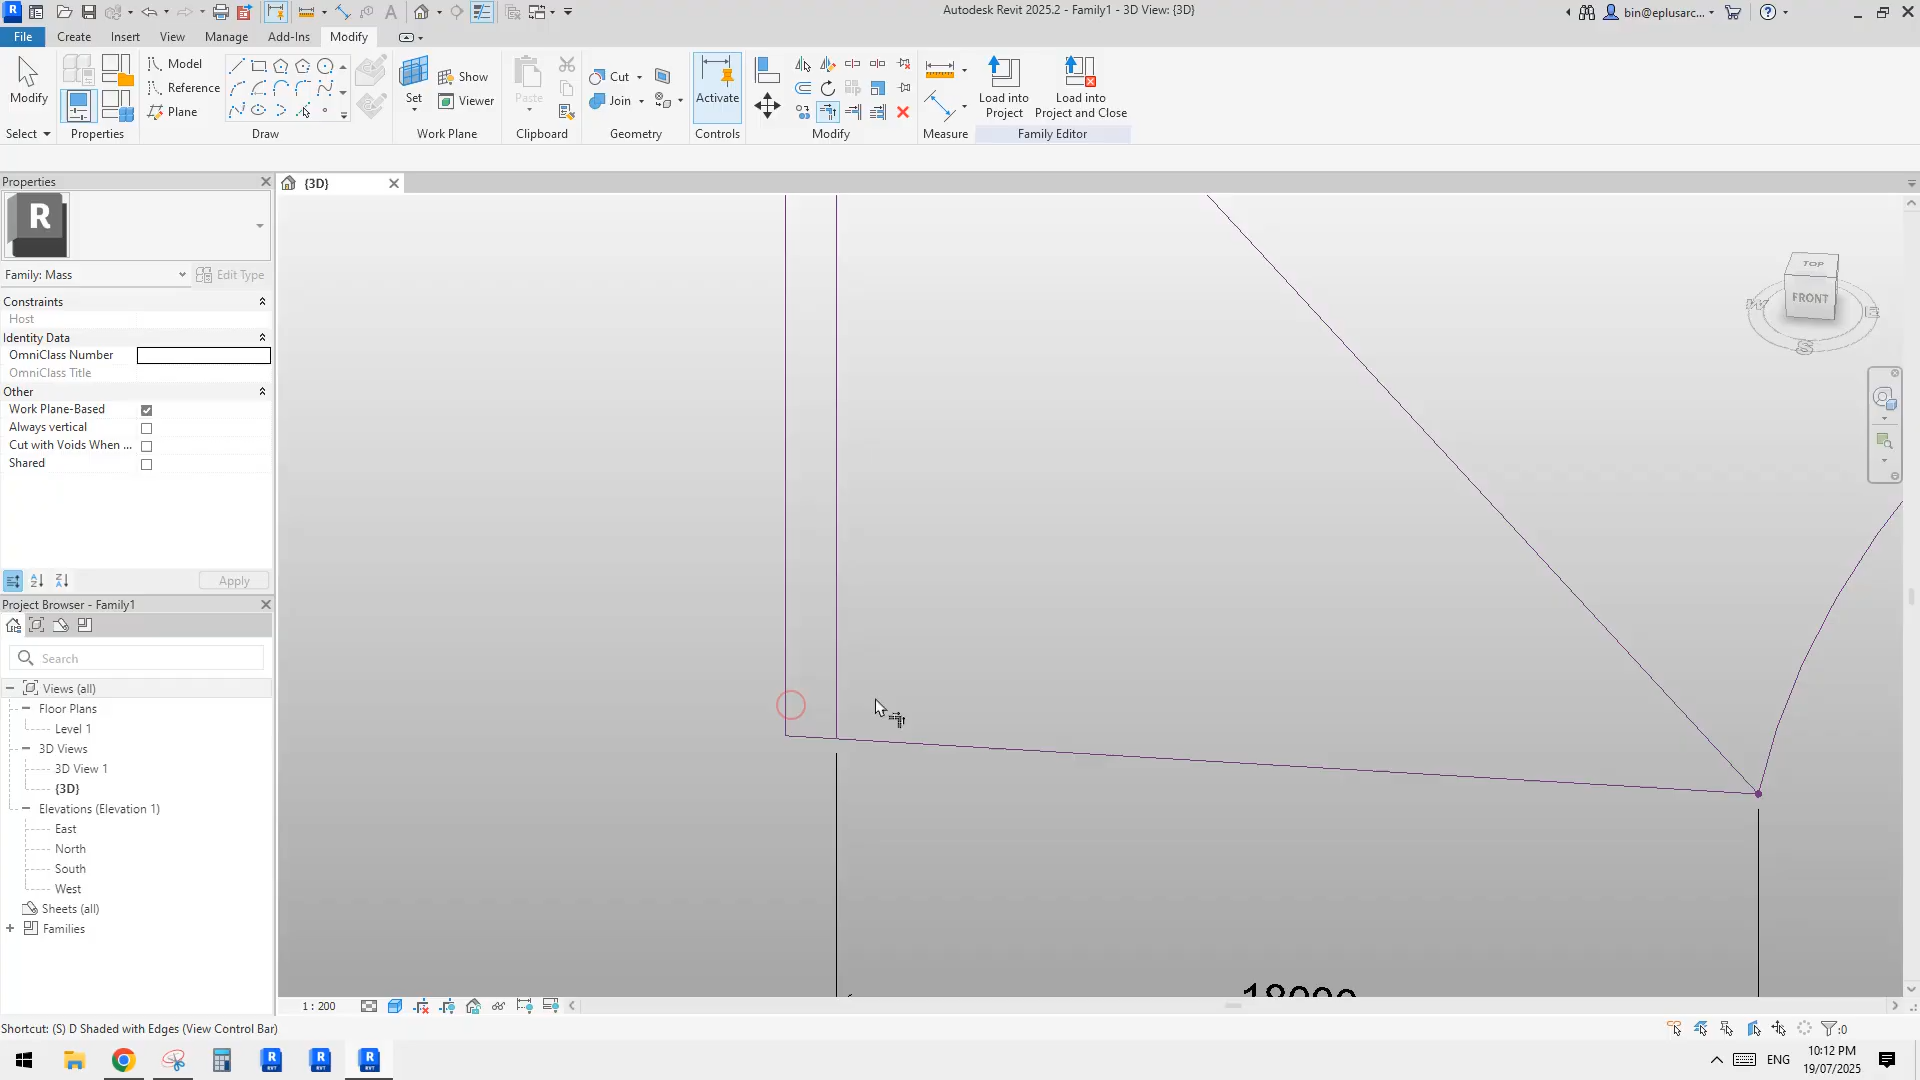 Autodesk Revit 2025.2 - Family1 - 3D View: {3D}
bin@eplusarc...
File Create Insert View Manage Add-Ins Modify
Modify
Select
Properties
Model
Reference
Plane
Draw
Set
Show
Viewer
Work Plane
Paste
Clipboard
Cut
Join
Geometry
Activate
Controls
Modify
Measure
Load into
Project
Load into
Project and Close
Family Editor
Properties
R
Family: Mass
Edit Type
Constraints
Host
Identity Data
OmniClass Number
OmniClass Title
Other
Work Plane-Based
Always vertical
Cut with Voids When ...
Shared
Apply
Project Browser - Family1
Search
Views (all)
Floor Plans
Level 1
3D Views
3D View 1
{3D}
Elevations (Elevation 1)
East
North
South
West
Sheets (all)
Families
{3D}
TOP
FRONT
W
E
S
18000
1 : 200
Shortcut: (S) D Shaded with Edges (View Control Bar)
:0
ENG
10:12 PM
19/07/2025